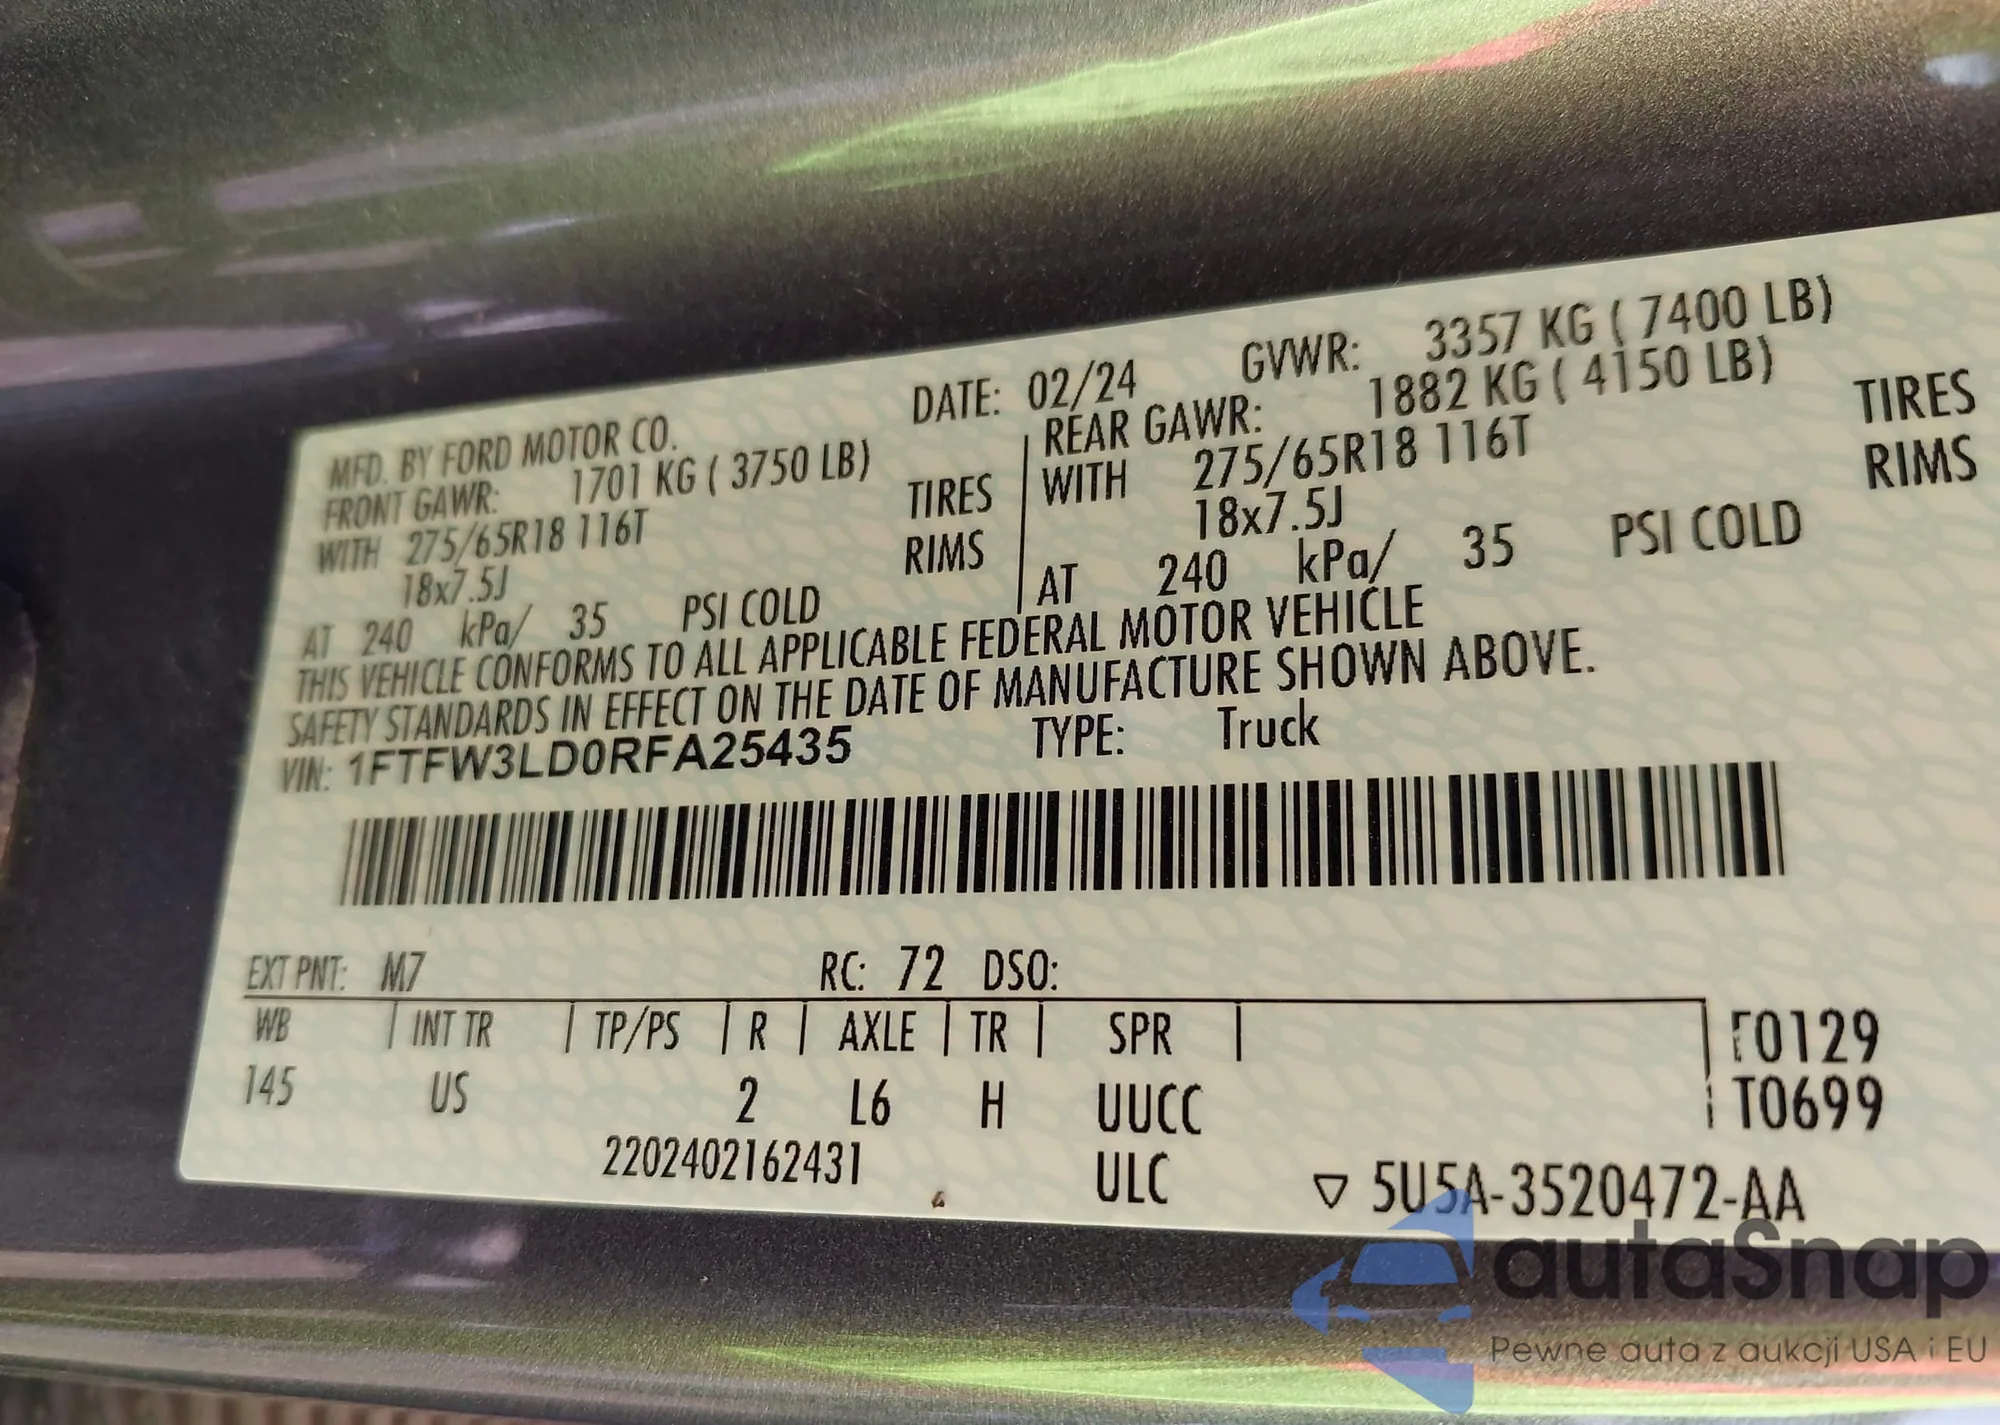 MFD. BY FORD MOTOR CO. DATE: 02/24 GVWR: 3357 KG ( 7400 LB)
FRONT GAWR: 1701 KG ( 3750 LB)
WITH 275/65R18 116T TIRES
18x7.5J RIMS
AT 240 kPa/ 35 PSI COLD
REAR GAWR: 1882 KG ( 4150 LB)
WITH 275/65R18 116T TIRES
18x7.5J RIMS
AT 240 kPa/ 35 PSI COLD
THIS VEHICLE CONFORMS TO ALL APPLICABLE FEDERAL MOTOR VEHICLE
SAFETY STANDARDS IN EFFECT ON THE DATE OF MANUFACTURE SHOWN ABOVE.
VIN: 1FTFW3LD0RFA25435 TYPE: Truck
EXT PNT: M7 RC: 72 DSO:
WB | INT TR | TP/PS | R | AXLE | TR | SPR | F0129
145 US 2 L6 H UUCC T0699
2202402162431 ULC ▽ 5U5A-3520472-AA
autaSnap
Pewne auta z aukcji USA i EU